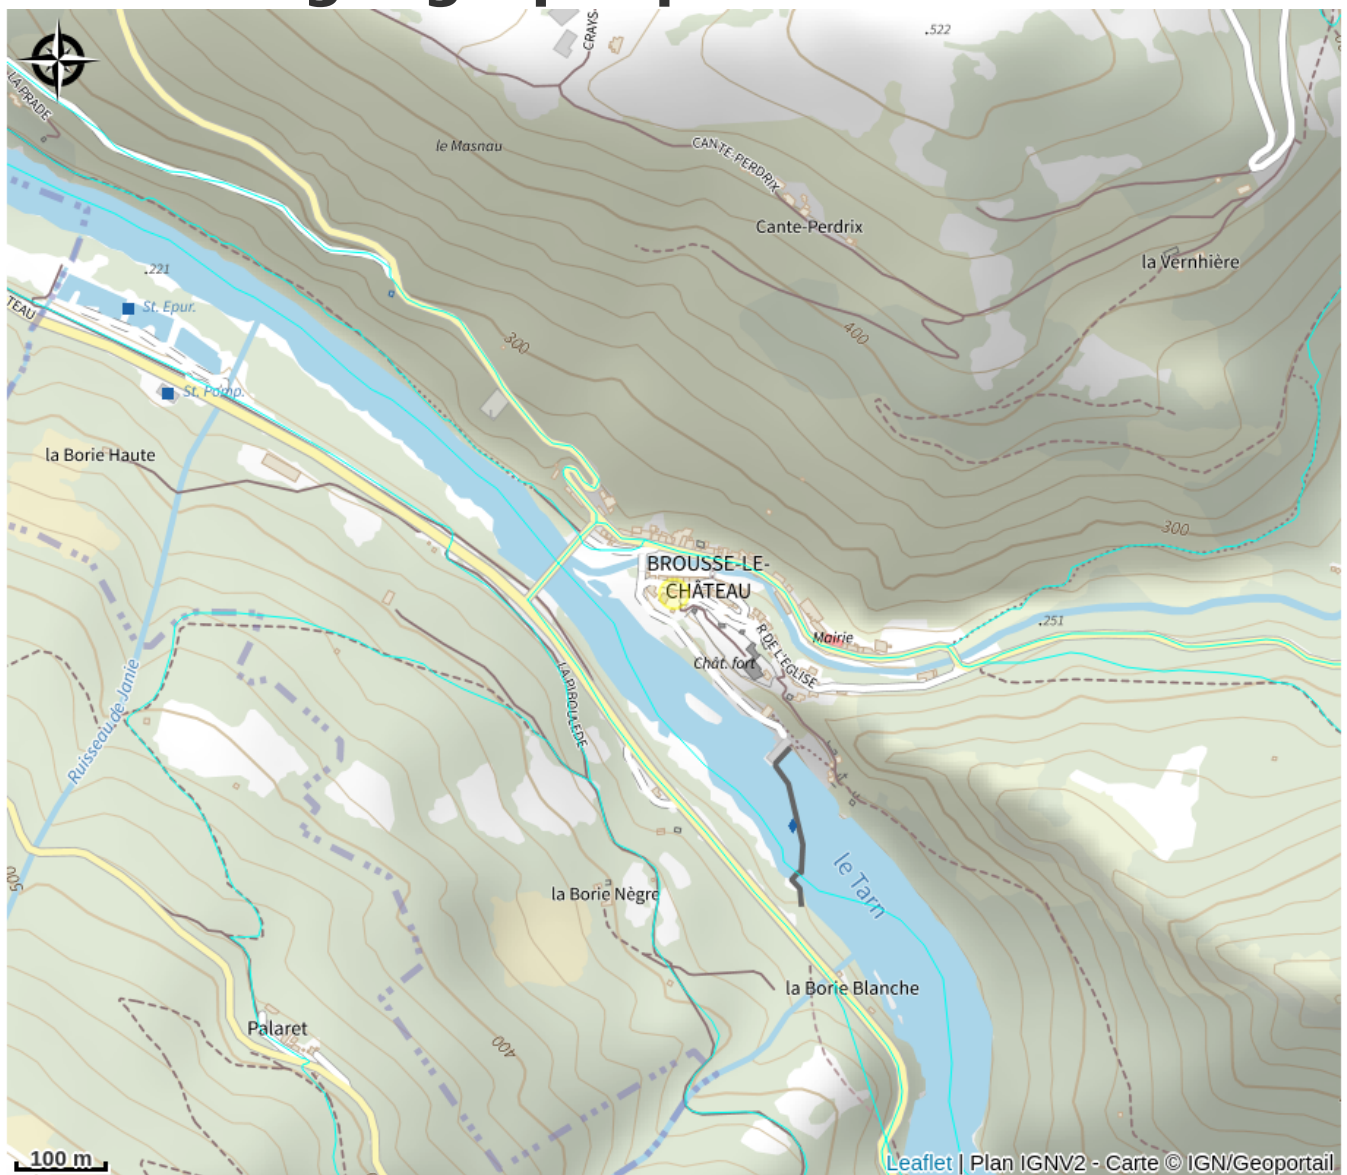 .522
CRAYS-
LA PRADE
le Masnau
CANTE-PERDRIX
Cante-Perdrix
la Vernhière
.221
St. Epur.
TEAU
300
400
St. Pomp.
la Borie Haute
300
BROUSSE-LE-
CHÂTEAU
.251
Mairie
R DE L'EGLISE
Chât. fort
LA PIBOULEDE
Ruisseau de Janie
le Tarn
600
la Borie Nègre
la Borie Blanche
Palaret
400
100 m
Leaflet | Plan IGNV2 - Carte © IGN/Geoportail